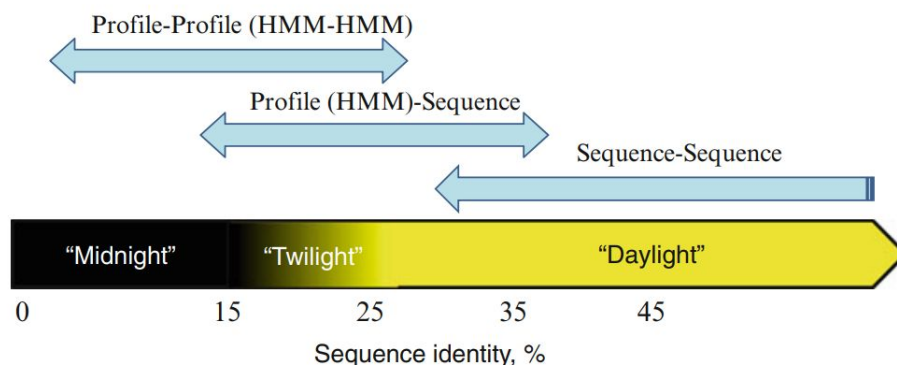 Profile-Profile (HMM-HMM)
Profile (HMM)-Sequence
Sequence-Sequence
“Midnight” “Twilight” “Daylight”
0 15 25 35 45
Sequence identity, %